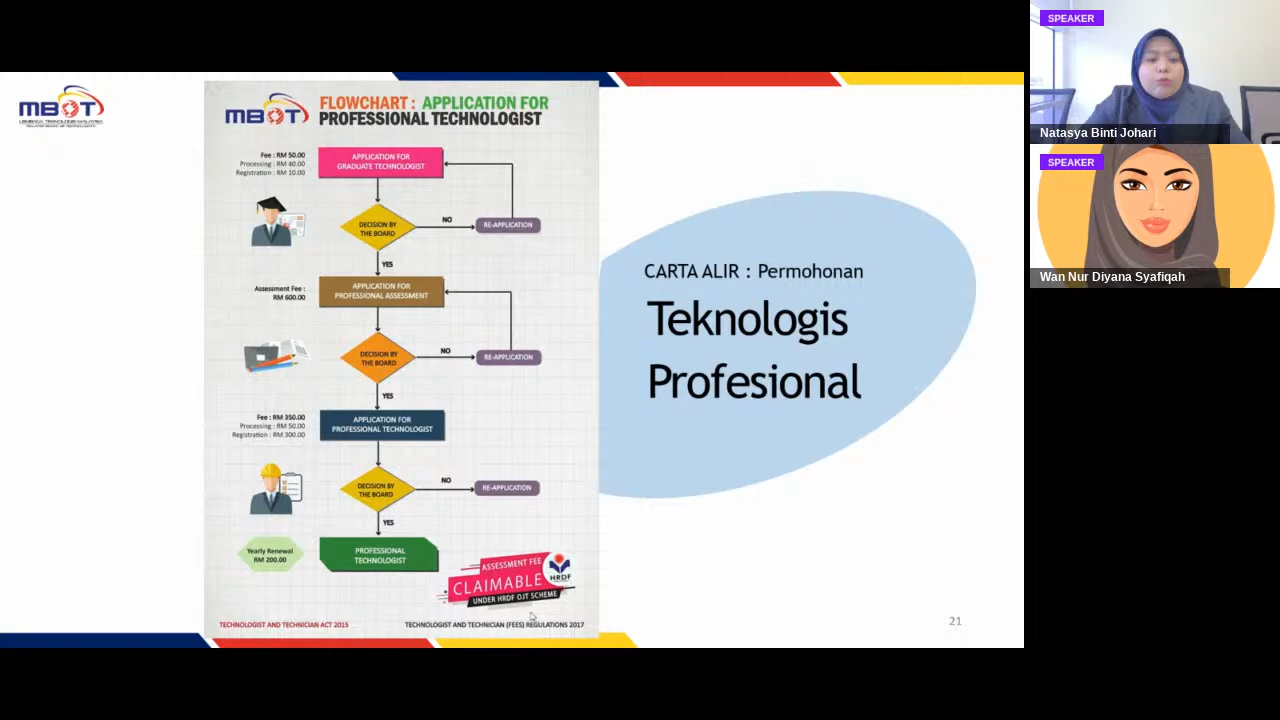 MBOT
LEMBAGA TEKNOLOGIS MALAYSIA
MBOT
FLOWCHART : APPLICATION FOR
PROFESSIONAL TECHNOLOGIST
Fee : RM 50.00
Processing : RM 40.00
Registration : RM 10.00
APPLICATION FOR
GRADUATE TECHNOLOGIST
DECISION BY
THE BOARD
NO
RE-APPLICATION
YES
Assessment Fee :
RM 600.00
APPLICATION FOR
PROFESSIONAL ASSESSMENT
DECISION BY
THE BOARD
NO
RE-APPLICATION
YES
Fee : RM 350.00
Processing : RM 50.00
Registration : RM 300.00
APPLICATION FOR
PROFESSIONAL TECHNOLOGIST
DECISION BY
THE BOARD
NO
RE-APPLICATION
YES
Yearly Renewal
RM 200.00
PROFESSIONAL
TECHNOLOGIST
ASSESSMENT FEE
CLAIMABLE
UNDER HRDF OJT SCHEME
HRDF
TECHNOLOGIST AND TECHNICIAN ACT 2015
TECHNOLOGIST AND TECHNICIAN (FEES) REGULATIONS 2017
CARTA ALIR : Permohonan
Teknologis
Profesional
21
SPEAKER
Natasya Binti Johari
SPEAKER
Wan Nur Diyana Syafiqah